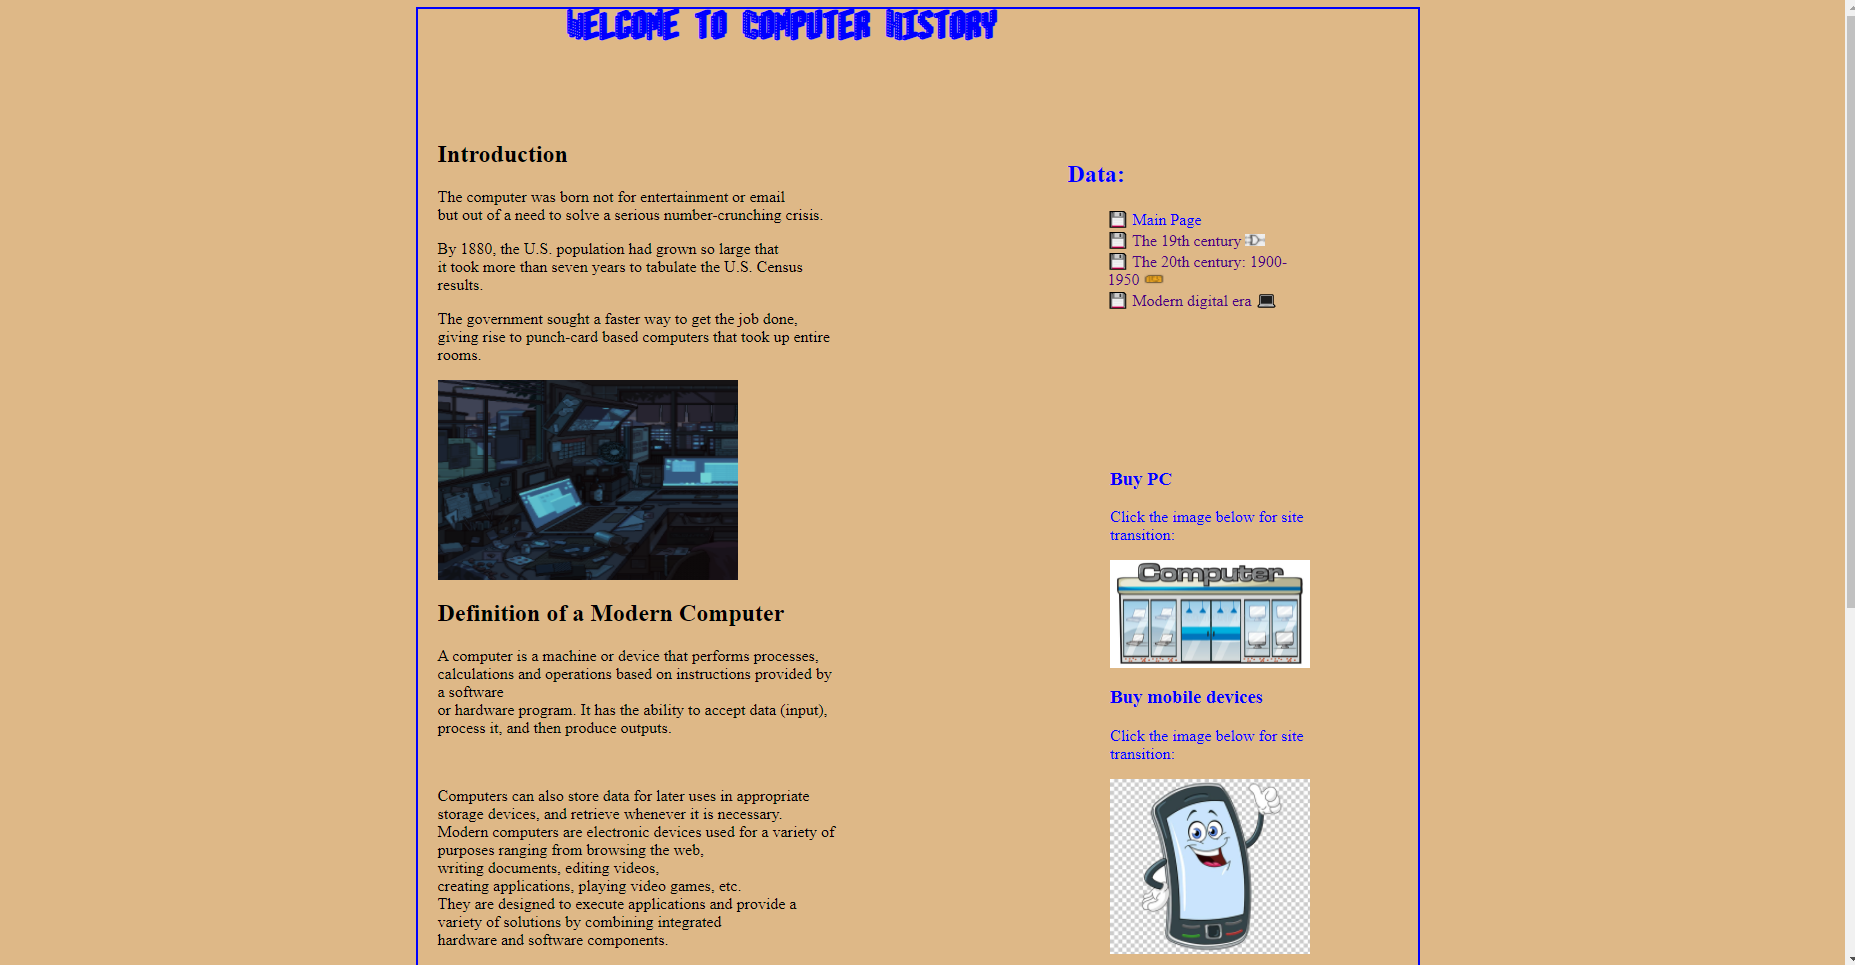 WELCOME TO COMPUTER HISTORY
Introduction
The computer was born not for entertainment or email
but out of a need to solve a serious number-crunching crisis.
By 1880, the U.S. population had grown so large that
it took more than seven years to tabulate the U.S. Census
results.
The government sought a faster way to get the job done,
giving rise to punch-card based computers that took up entire
rooms.
Definition of a Modern Computer
A computer is a machine or device that performs processes,
calculations and operations based on instructions provided by
a software
or hardware program. It has the ability to accept data (input),
process it, and then produce outputs.
Computers can also store data for later uses in appropriate
storage devices, and retrieve whenever it is necessary.
Modern computers are electronic devices used for a variety of
purposes ranging from browsing the web,
writing documents, editing videos,
creating applications, playing video games, etc.
They are designed to execute applications and provide a
variety of solutions by combining integrated
hardware and software components.
Data:
Main Page
The 19th century
The 20th century: 1900-
1950
Modern digital era
Buy PC
Click the image below for site
transition:
Computer
Buy mobile devices
Click the image below for site
transition: